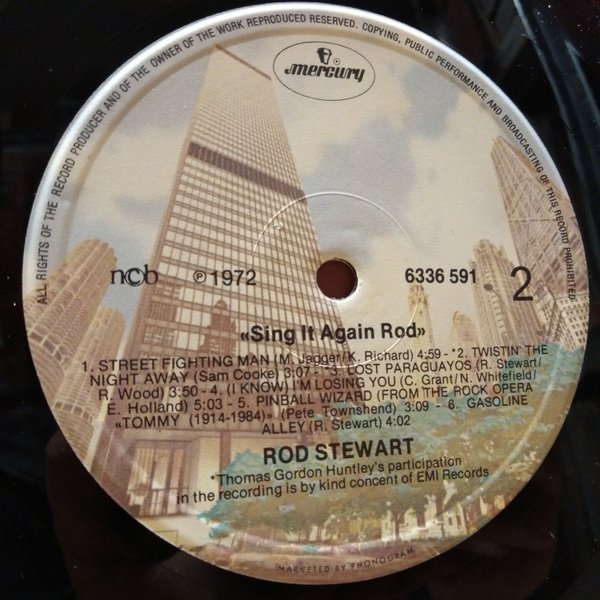 ALL RIGHTS OF THE RECORD PRODUCER AND OF THE OWNER OF THE WORK REPRODUCED RESERVED. COPYING, PUBLIC PERFORMANCE AND BROADCASTING OF THIS RECORD PROHIBITED
mercury
ncb ℗ 1972 6336 591 2
«Sing It Again Rod»
1. STREET FIGHTING MAN (M. Jagger/K. Richard) 4:59 - *2. TWISTIN' THE
NIGHT AWAY (Sam Cooke) 3:07 - *3. LOST PARAGUAYOS (R. Stewart/
R. Wood) 3:50 - 4. (I KNOW) I'M LOSING YOU (C. Grant/N. Whitefield/
E. Holland) 5:03 - 5. PINBALL WIZARD (FROM THE ROCK OPERA
«TOMMY (1914-1984)» (Pete Townshend) 3:09 - 6. GASOLINE
ALLEY (R. Stewart) 4:02
ROD STEWART
*Thomas Gordon Huntley's participation
in the recording is by kind concent of EMI Records
MARKETED BY PHONOGRAM